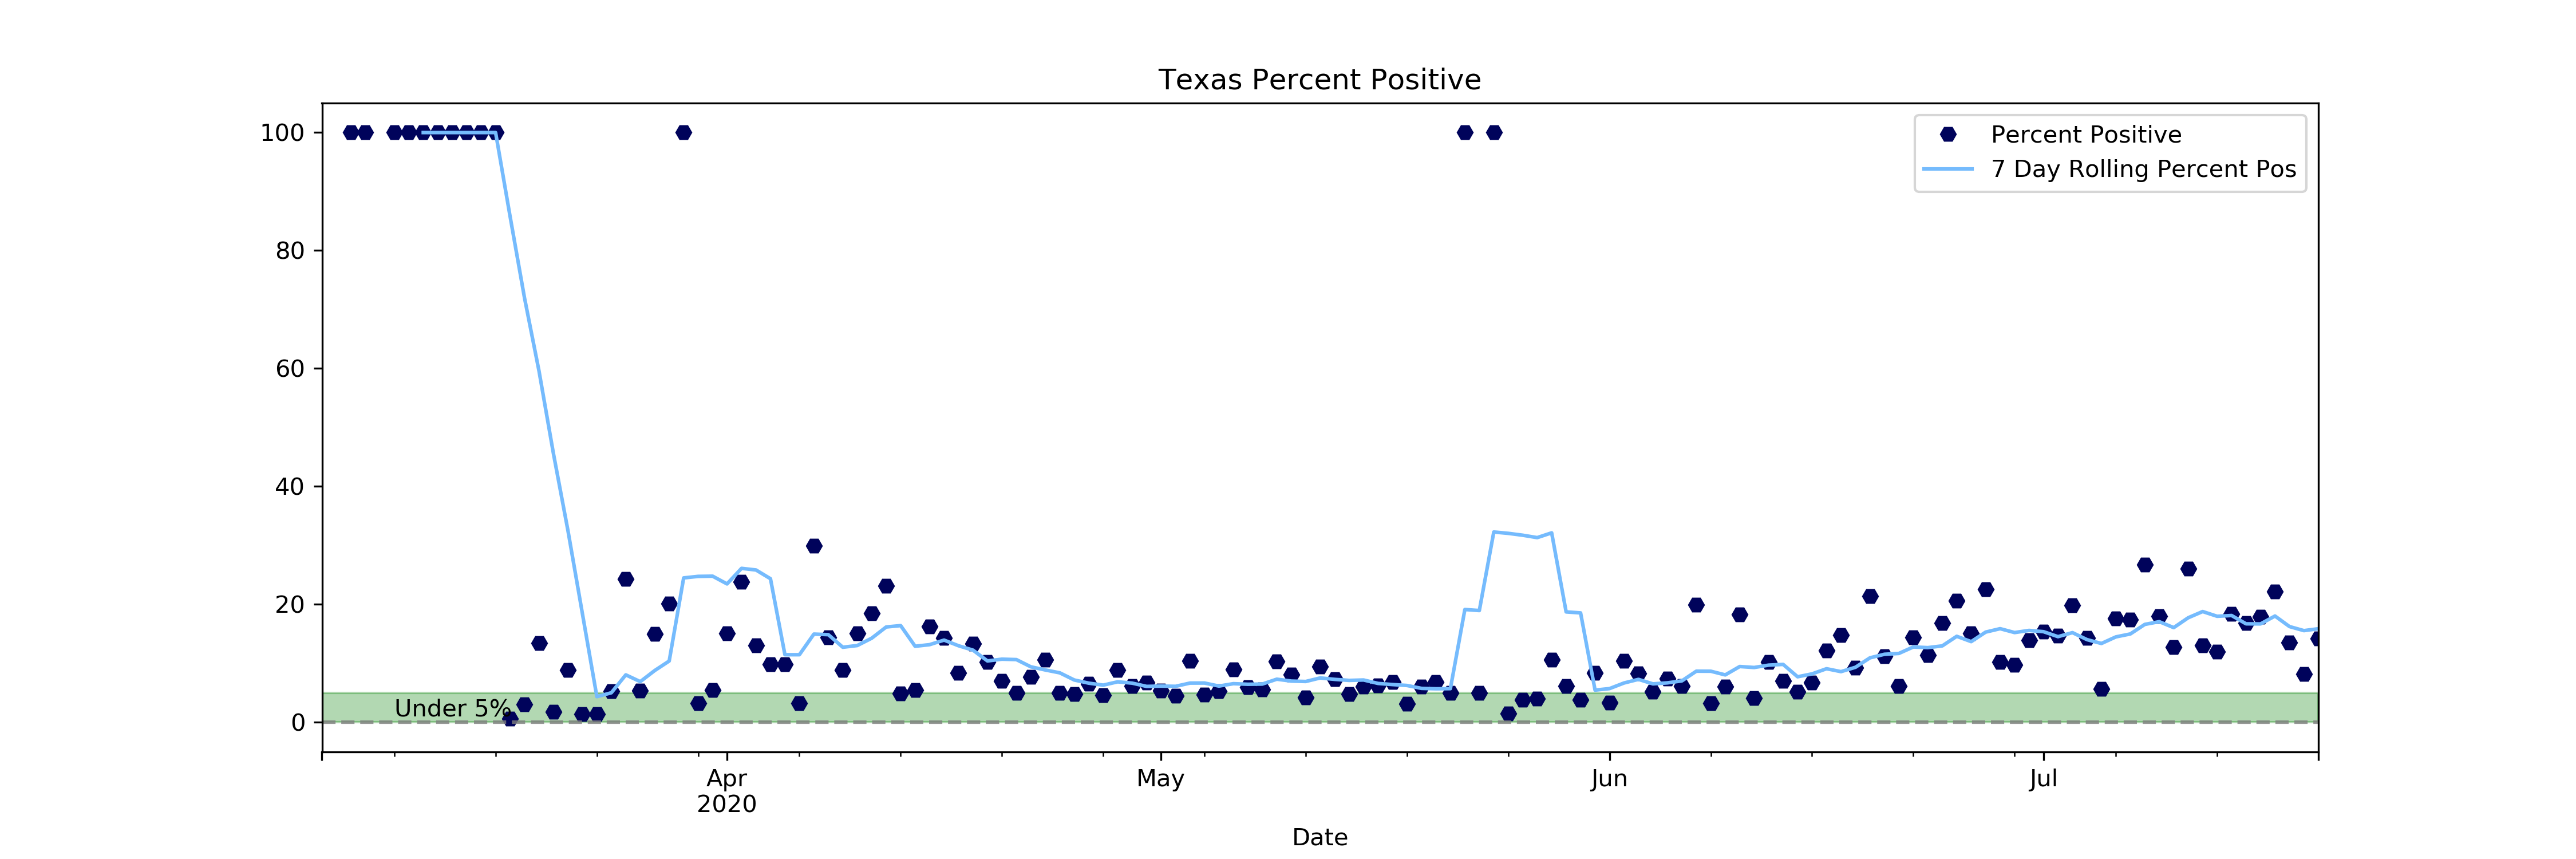 Texas Percent Positive
100
80
60
40
20
0
Percent Positive
7 Day Rolling Percent Pos
Under 5%
Apr
2020
May
Jun
Jul
Date